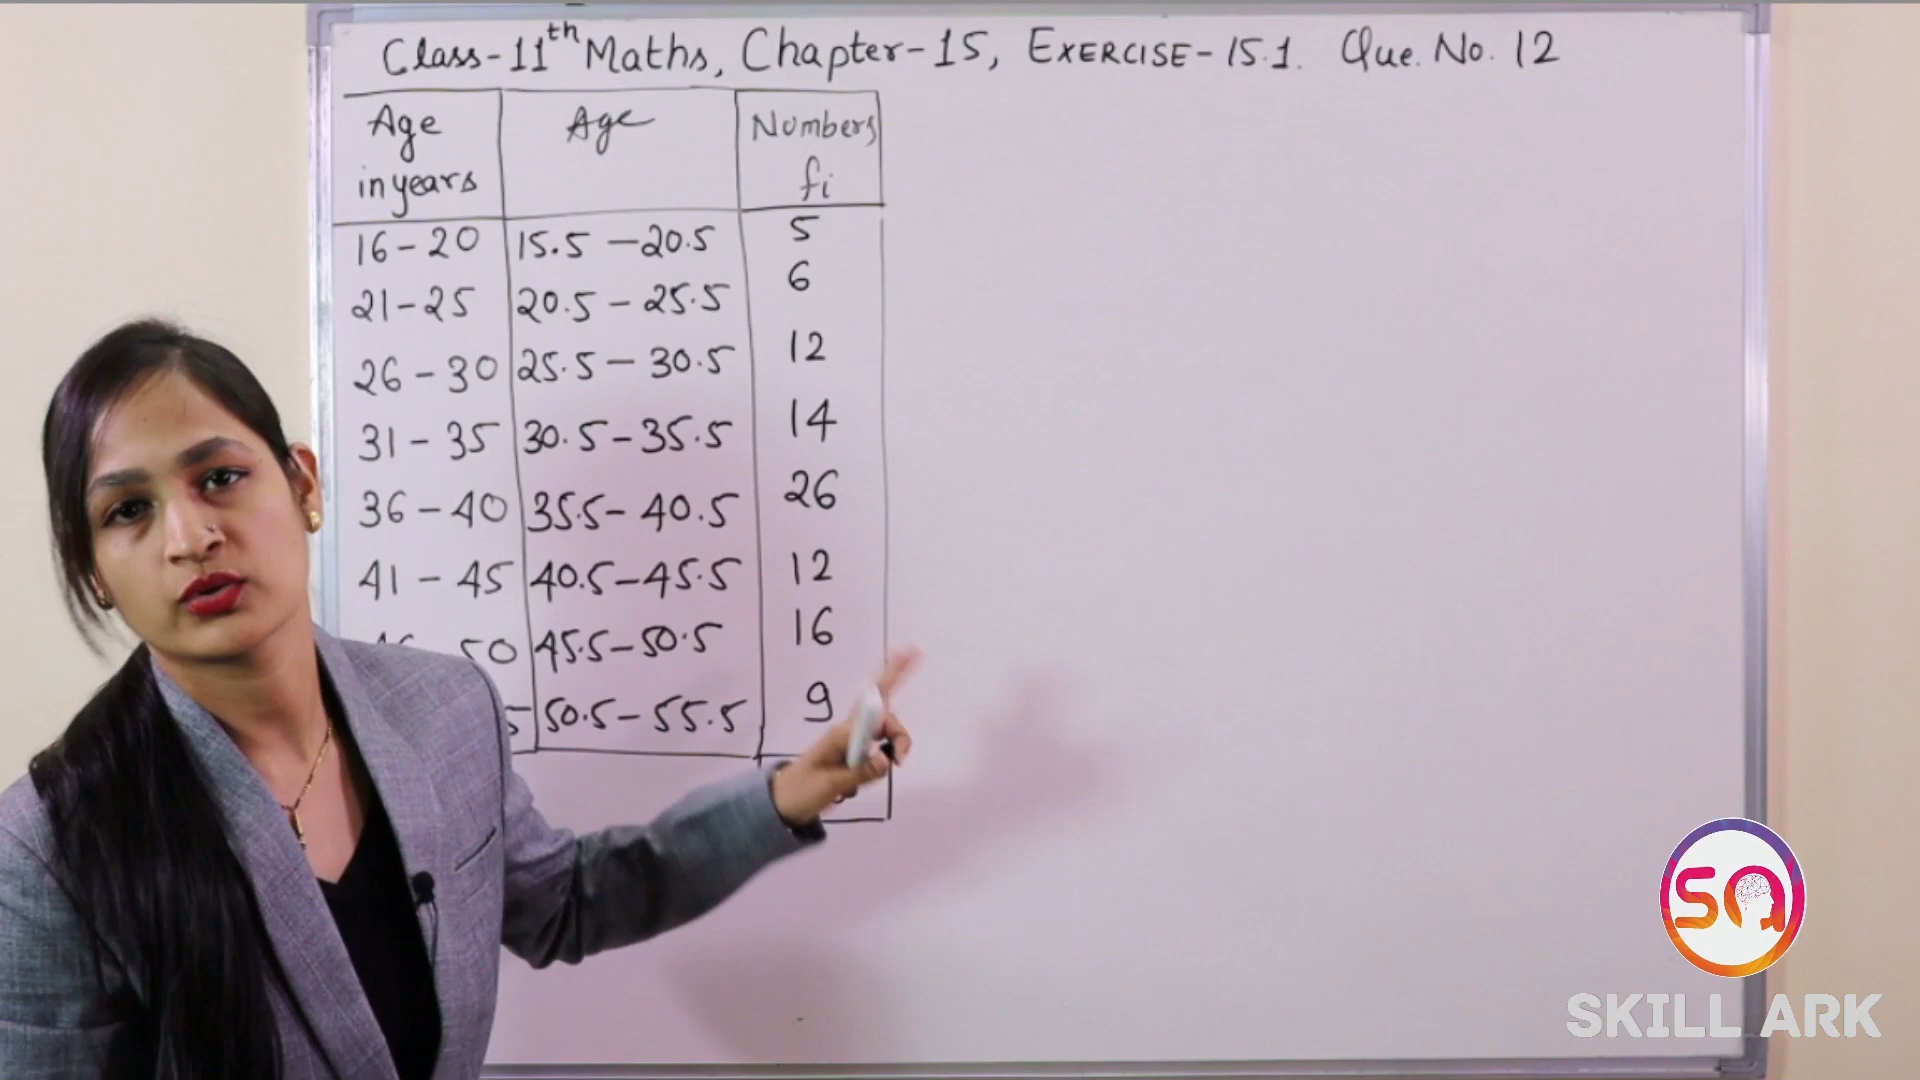 Class-11th Maths, Chapter-15, EXERCISE-15.1. Que. No. 12
Age in years | Age | Numbers fi
16-20 | 15.5-20.5 | 5
21-25 | 20.5-25.5 | 6
26-30 | 25.5-30.5 | 12
31-35 | 30.5-35.5 | 14
36-40 | 35.5-40.5 | 26
41-45 | 40.5-45.5 | 12
50 | 45.5-50.5 | 16
5 | 50.5-55.5 | 9
SA
SKILL ARK